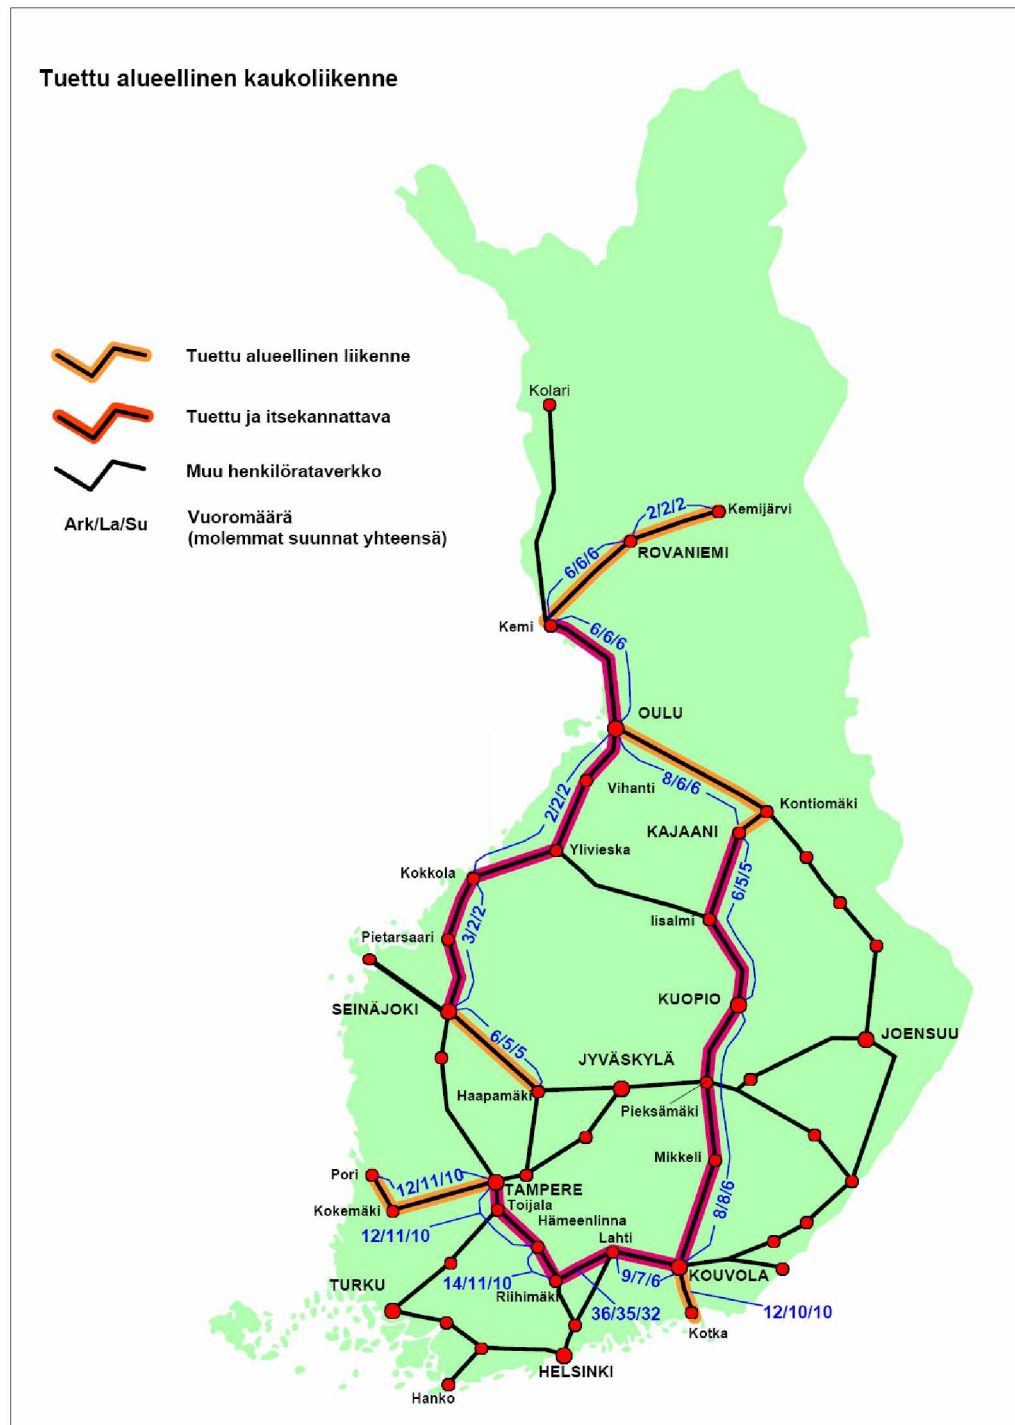 Tuettu alueellinen kaukoliikenne
Tuettu alueellinen liikenne
Tuettu ja itsekannattava
Muu henkilörataverkko
Ark/La/Su
Vuoromäärä
(molemmat suunnat yhteensä)
Kolari
2/2/2
Kemijärvi
ROVANIEMI
6/6/6
Kemi
6/6/6
OULU
8/6/6
Vihanti
Kontiomäki
2/2/2
KAJAANI
Ylivieska
Kokkola
6/5/5
3/2/2
Iisalmi
Pietarsaari
KUOPIO
SEINÄJOKI
JOENSUU
6/5/5
JYVÄSKYLÄ
Haapamäki
Pieksämäki
Mikkeli
Pori
12/11/10
TAMPERE
8/8/6
Kokemäki
Toijala
Hämeenlinna
12/11/10
Lahti
9/7/6
KOUVOLA
TURKU
14/11/10
Riihimäki
36/35/32
12/10/10
Kotka
HELSINKI
Hanko